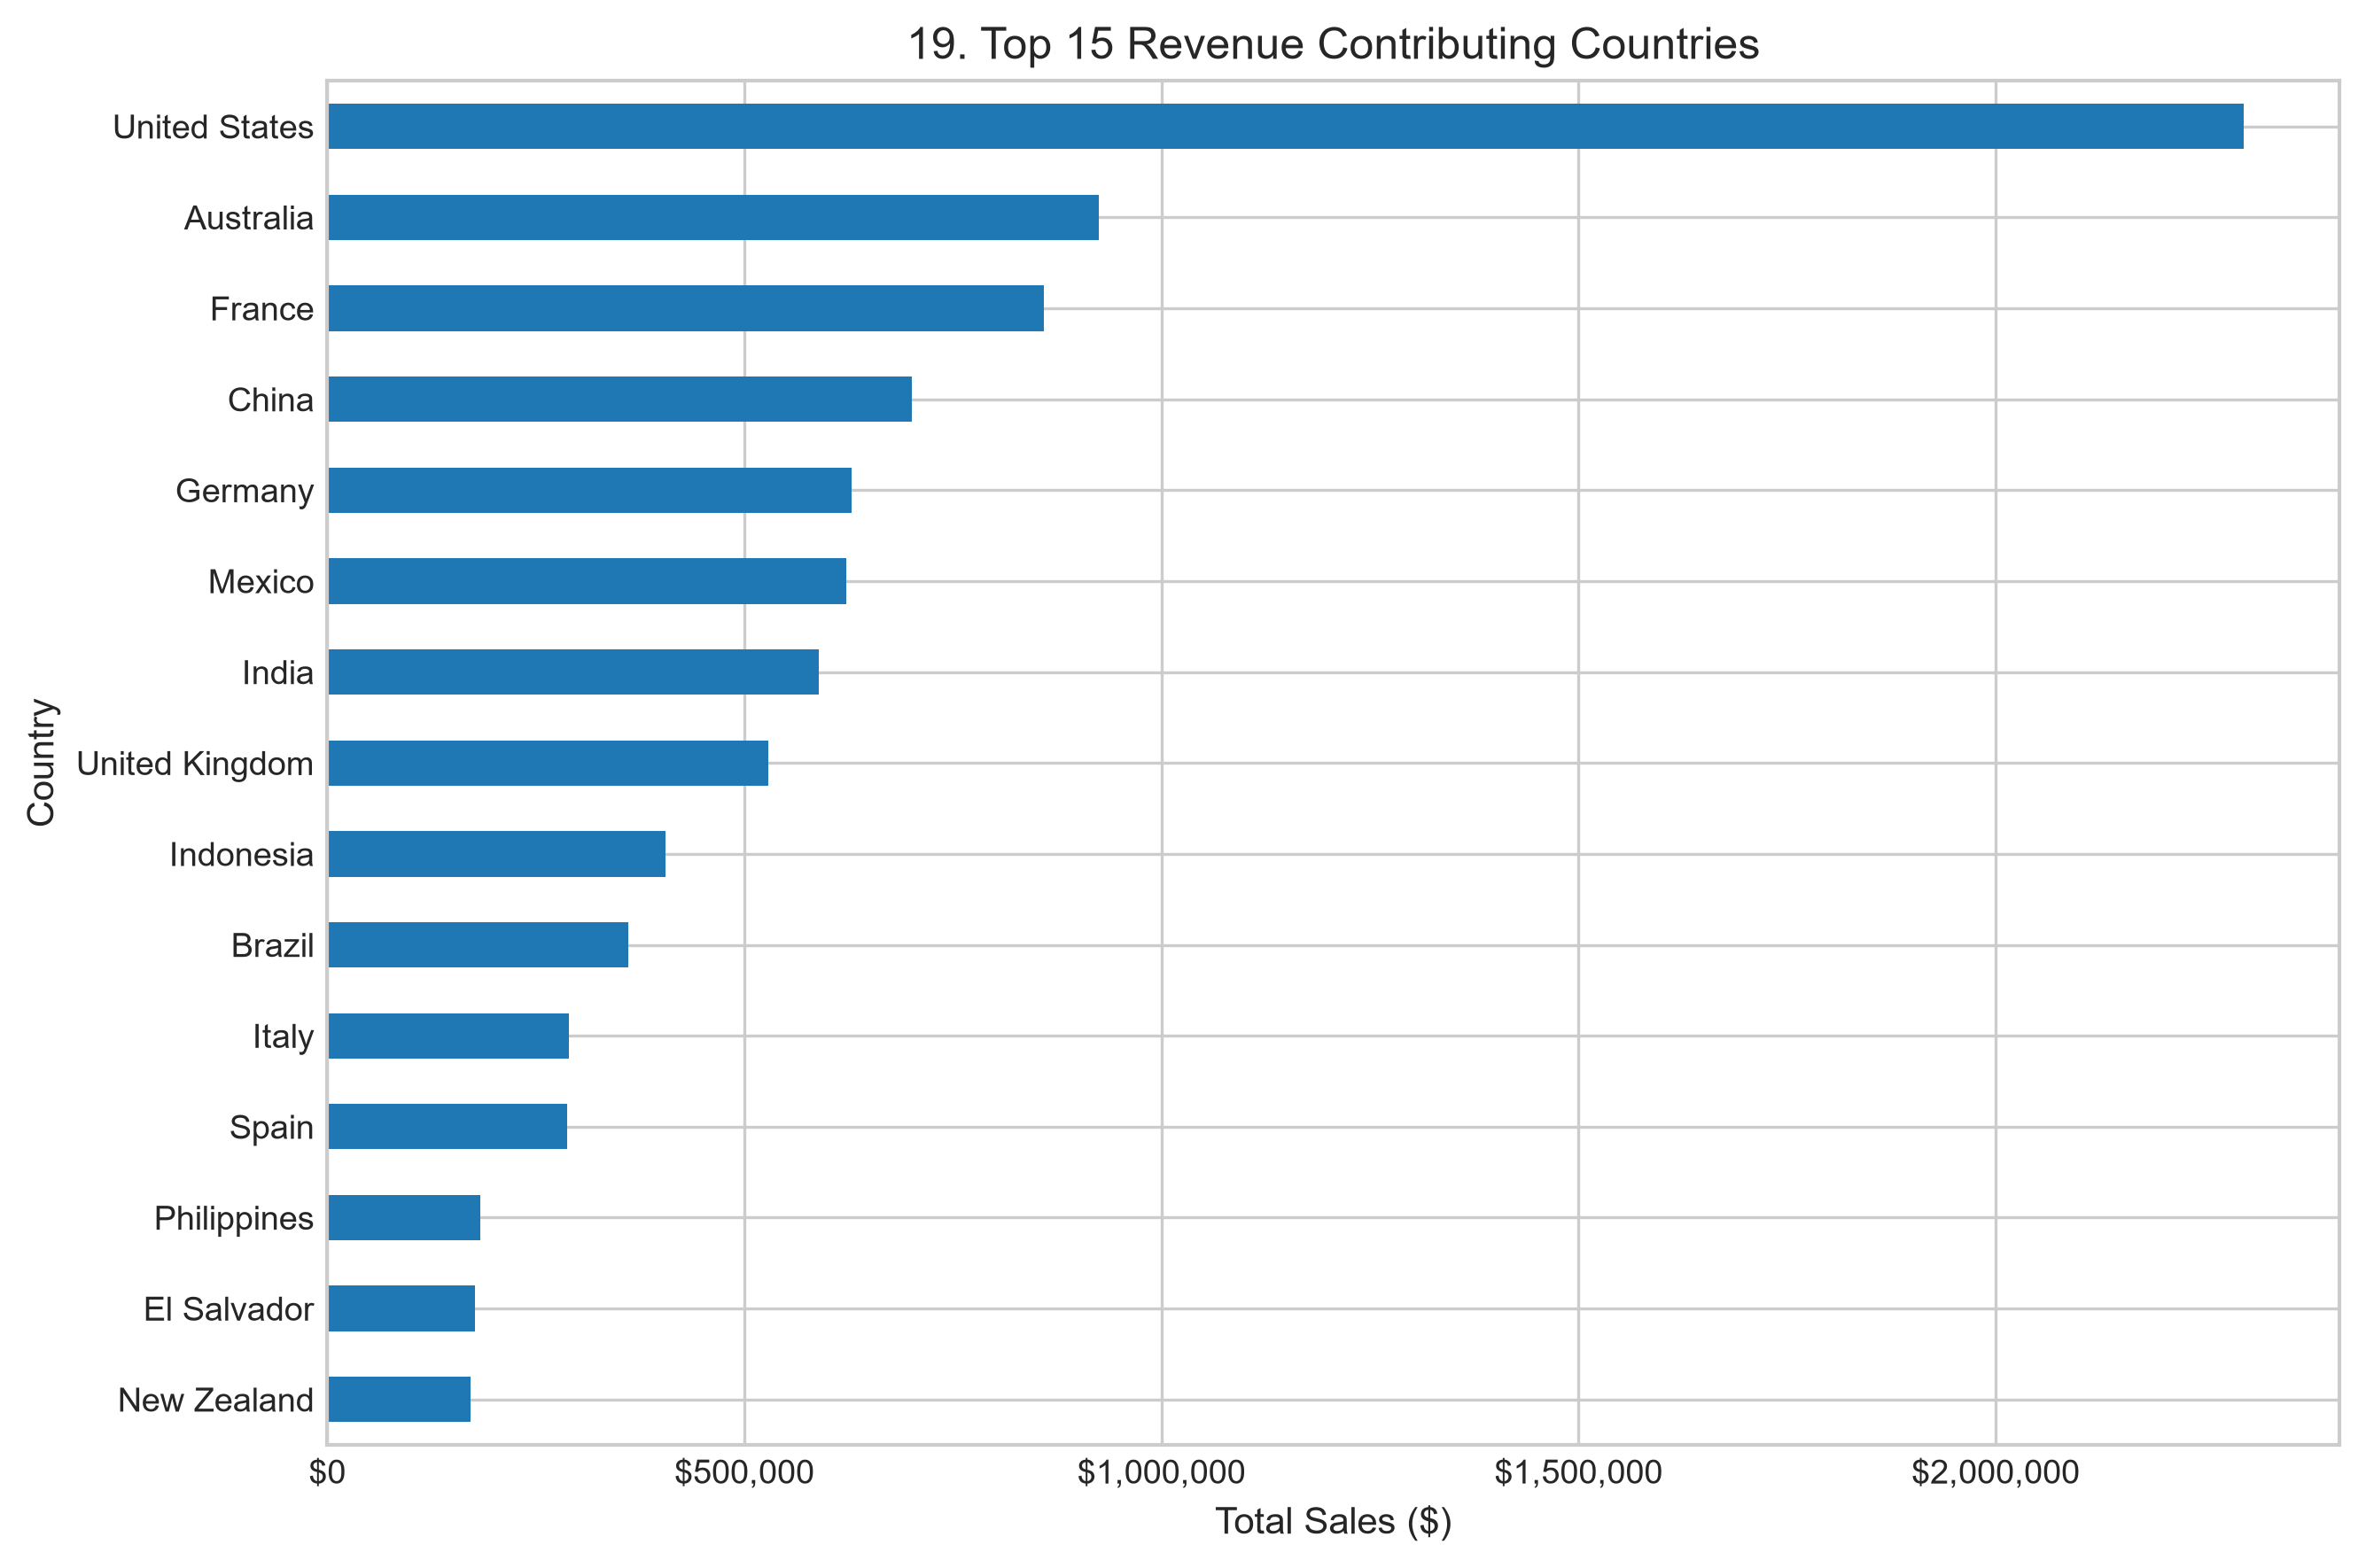 19. Top 15 Revenue Contributing Countries
United States
Australia
France
China
Germany
Mexico
India
United Kingdom
Indonesia
Brazil
Italy
Spain
Philippines
El Salvador
New Zealand
Country
$0 $500,000 $1,000,000 $1,500,000 $2,000,000
Total Sales ($)